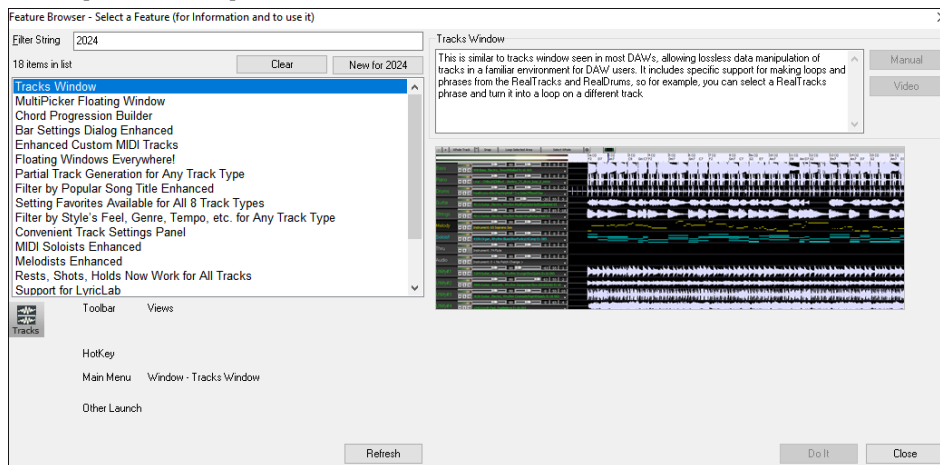 Feature Browser - Select a Feature (for Information and to use it)
Filter String 2024
18 items in list Clear New for 2024
Tracks Window
MultiPicker Floating Window
Chord Progression Builder
Bar Settings Dialog Enhanced
Enhanced Custom MIDI Tracks
Floating Windows Everywhere!
Partial Track Generation for Any Track Type
Filter by Popular Song Title Enhanced
Setting Favorites Available for All 8 Track Types
Filter by Style's Feel, Genre, Tempo, etc. for Any Track Type
Convenient Track Settings Panel
MIDI Soloists Enhanced
Melodists Enhanced
Rests, Shots, Holds Now Work for All Tracks
Support for LyricLab
Tracks Window
This is similar to tracks window seen in most DAWs, allowing lossless data manipulation of
tracks in a familiar environment for DAW users. It includes specific support for making loops and
phrases from the RealTracks and RealDrums, so for example, you can select a RealTracks
phrase and turn it into a loop on a different track
Manual
Video
Tracks
Toolbar Views
HotKey
Main Menu Window - Tracks Window
Other Launch
Refresh
Do It
Close